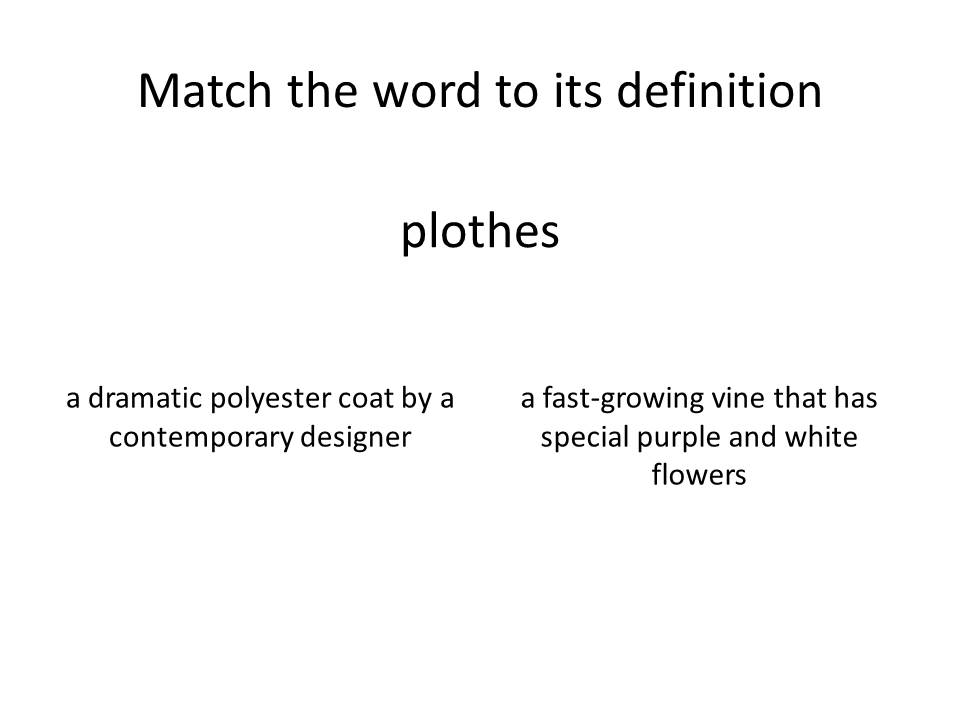 Match the word to its definition
plothes
a dramatic polyester coat by a
contemporary designer
a fast-growing vine that has
special purple and white
flowers